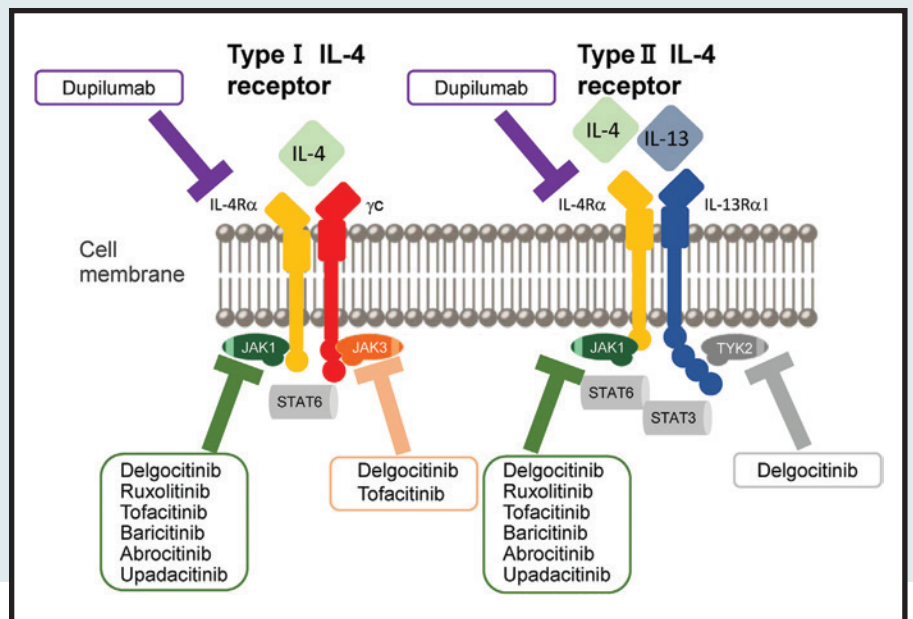 Type Ⅰ IL-4
receptor
Type Ⅱ IL-4
receptor
Dupilumab
Dupilumab
IL-4
IL-4
IL-13
IL-4Rα
γc
IL-4Rα
IL-13Rα1
Cell
membrane
JAK1
JAK3
JAK1
TYK2
STAT6
STAT6
STAT3
Delgocitinib
Ruxolitinib
Tofacitinib
Baricitinib
Abrocitinib
Upadacitinib
Delgocitinib
Tofacitinib
Delgocitinib
Ruxolitinib
Tofacitinib
Baricitinib
Abrocitinib
Upadacitinib
Delgocitinib